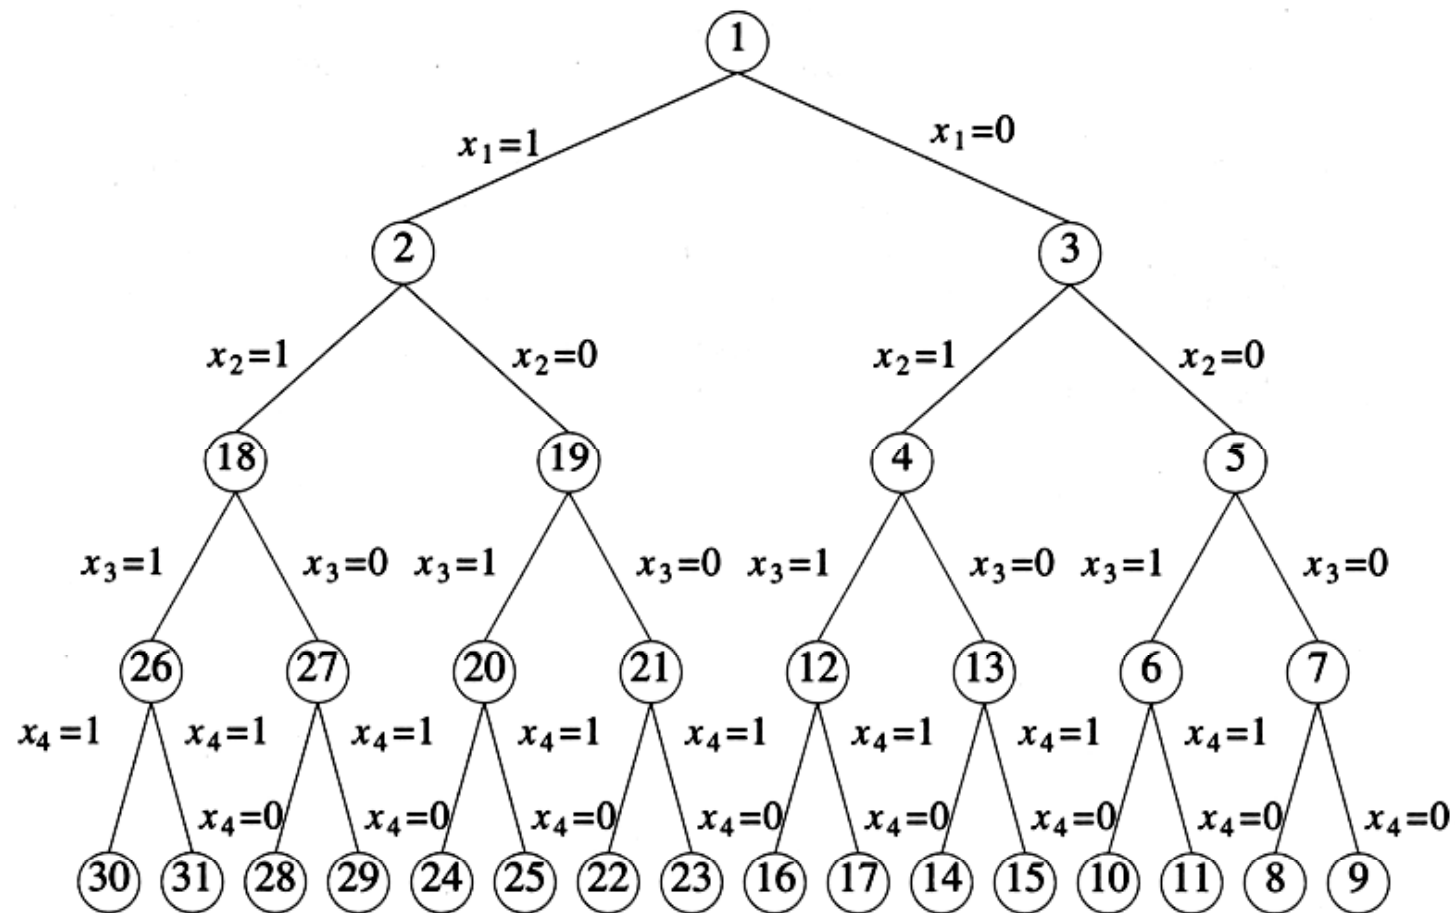 1
x1=1 x1=0
2 3
x2=1 x2=0 x2=1 x2=0
18 19 4 5
x3=1 x3=0 x3=1 x3=0 x3=1 x3=0 x3=1 x3=0
26 27 20 21 12 13 6 7
x4=1 x4=1 x4=1 x4=1 x4=1 x4=1 x4=1 x4=1
x4=0 x4=0 x4=0 x4=0 x4=0 x4=0 x4=0 x4=0
30 31 28 29 24 25 22 23 16 17 14 15 10 11 8 9